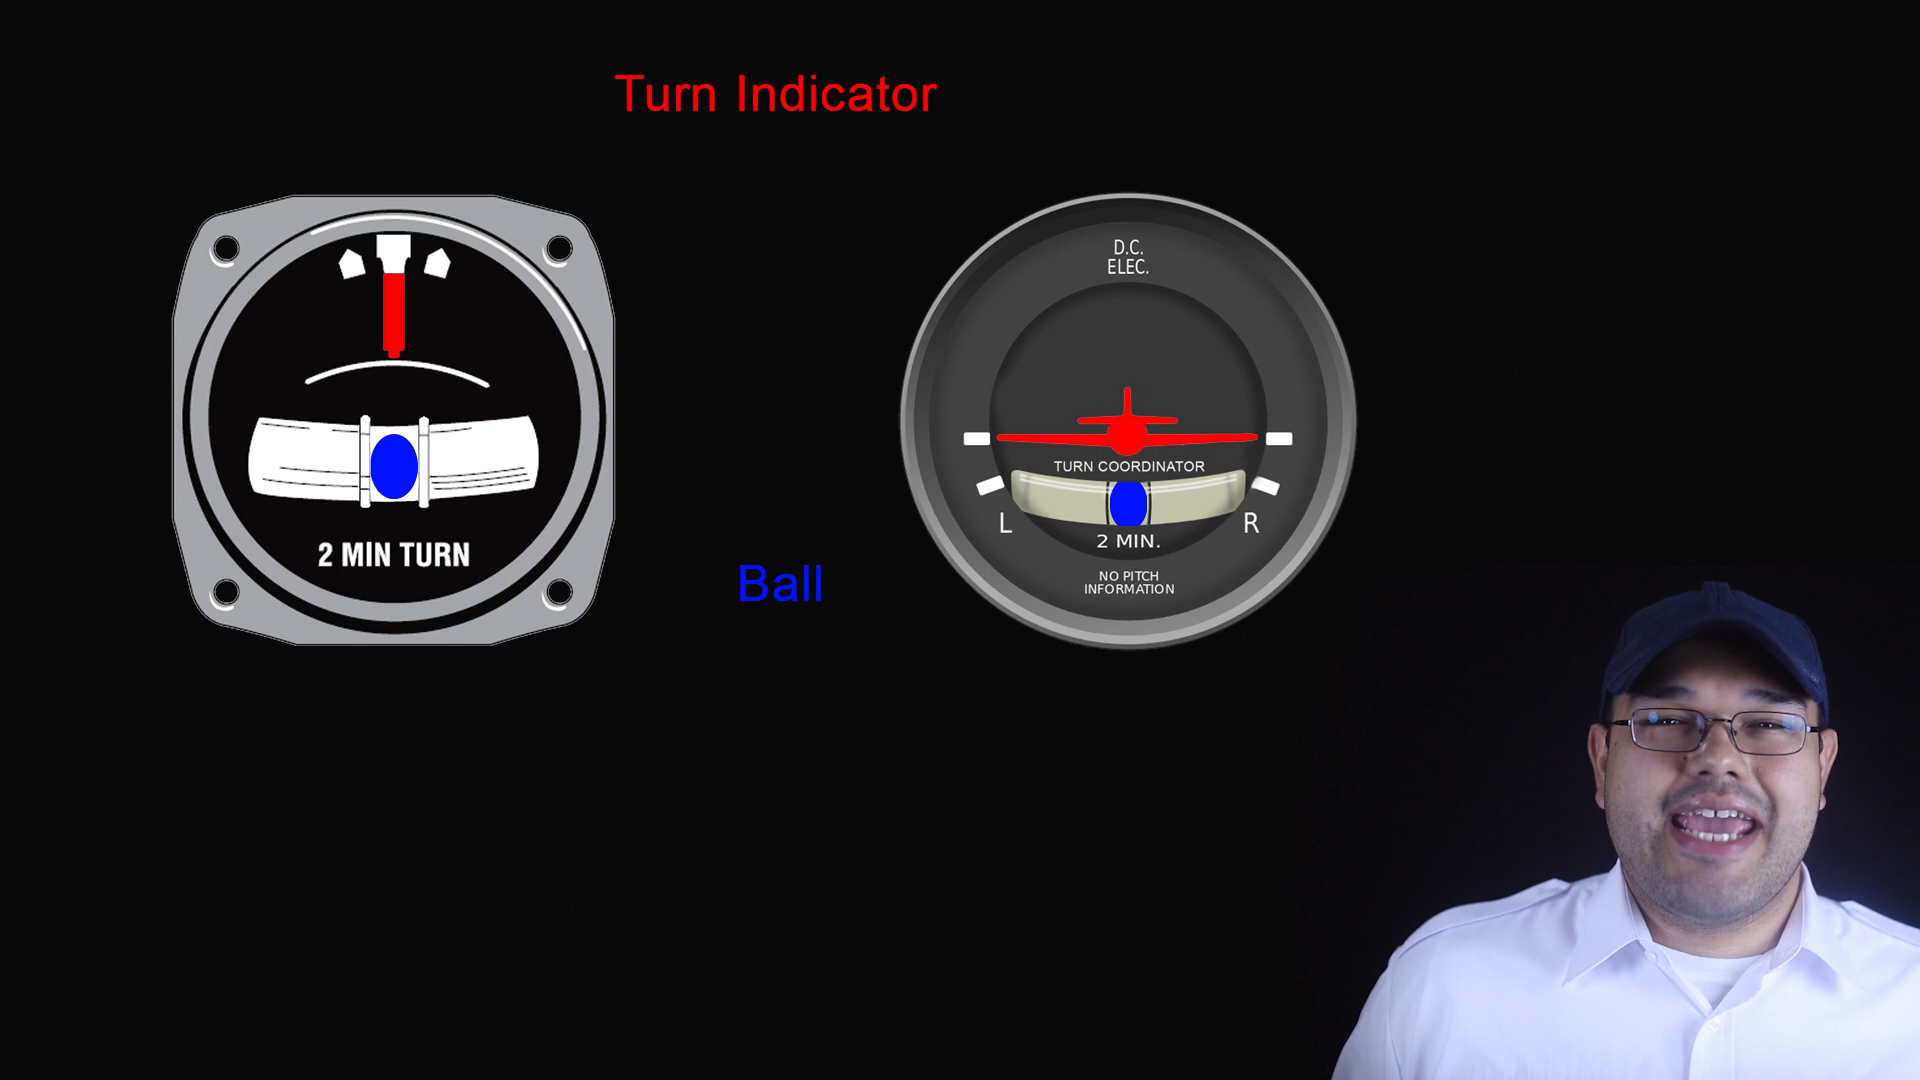 Turn Indicator
2 MIN TURN
Ball
D.C.
ELEC.
TURN COORDINATOR
L
R
2 MIN.
NO PITCH
INFORMATION